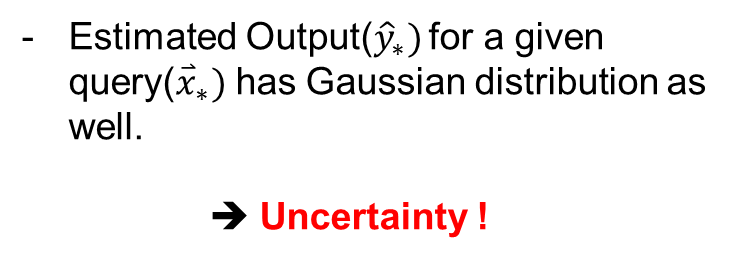 - Estimated Output(ŷ∗) for a given
query(x⃗∗) has Gaussian distribution as
well.
➔ Uncertainty !